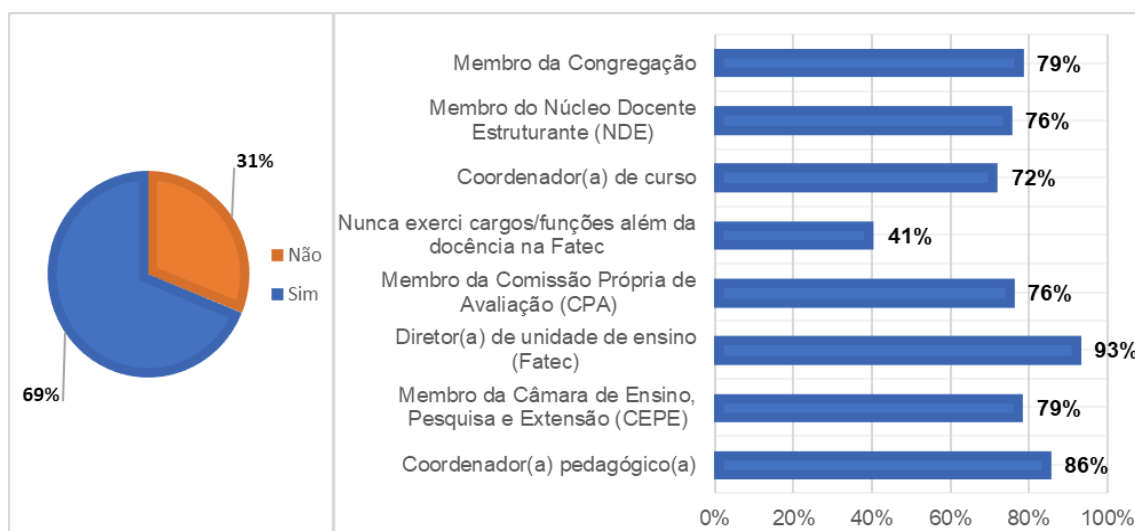 31%
69%
Não
Sim
Membro da Congregação
79%
Membro do Núcleo Docente
Estruturante (NDE)
76%
Coordenador(a) de curso
72%
Nunca exerci cargos/funções além da
docência na Fatec
41%
Membro da Comissão Própria de
Avaliação (CPA)
76%
Diretor(a) de unidade de ensino
(Fatec)
93%
Membro da Câmara de Ensino,
Pesquisa e Extensão (CEPE)
79%
Coordenador(a) pedagógico(a)
86%
0% 20% 40% 60% 80% 100%